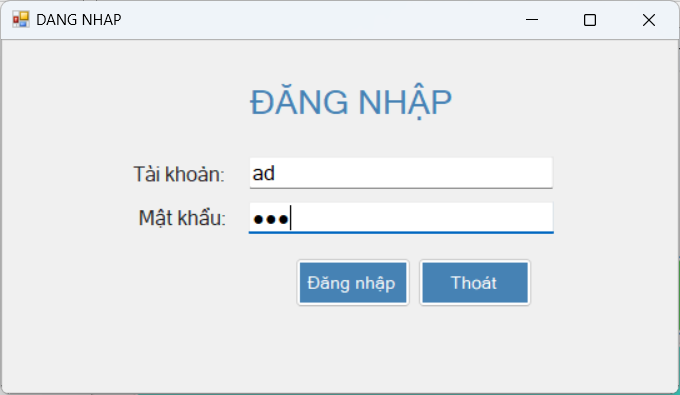 DANG NHAP
ĐĂNG NHẬP
Tài khoản: ad
Mật khẩu: ●●●
Đăng nhập Thoát